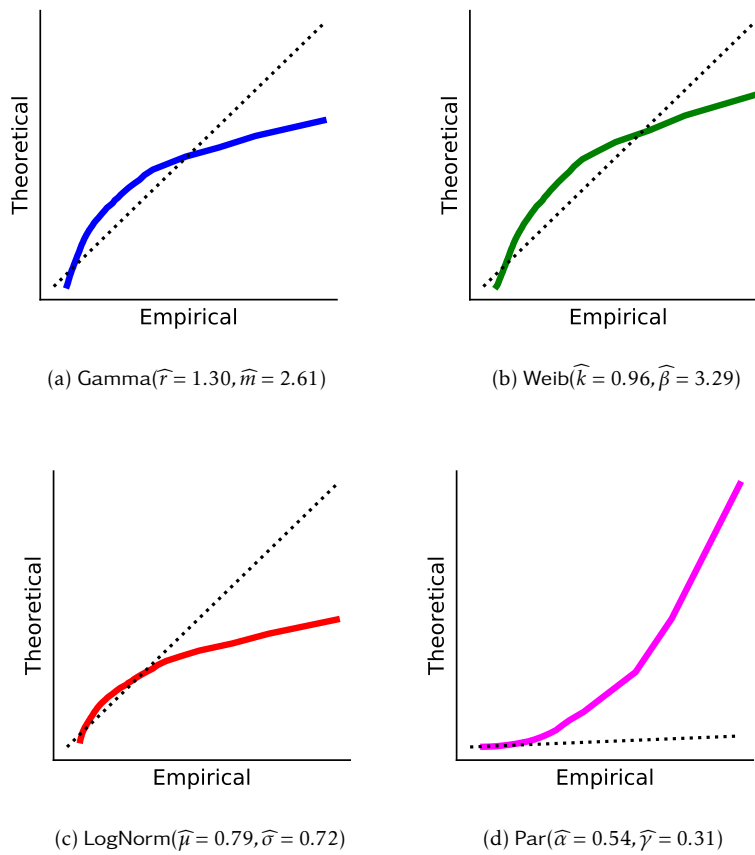 Theoretical
Empirical
(a) Gamma(r̂ = 1.30, m̂ = 2.61)
Theoretical
Empirical
(b) Weib(k̂ = 0.96, β̂ = 3.29)
Theoretical
Empirical
(c) LogNorm(μ̂ = 0.79, σ̂ = 0.72)
Theoretical
Empirical
(d) Par(α̂ = 0.54, γ̂ = 0.31)